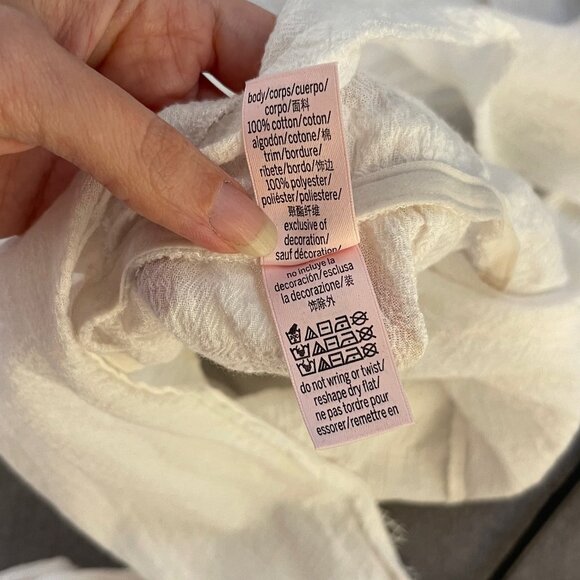 body/corps/cuerpo/
corpo/面料
100% cotton/coton/
algodón/cotone/棉
trim/bordure/
ribete/bordo/饰边
100% polyester/
poliéster/poliestere/
聚酯纤维
exclusive of
decoration/
sauf décoration/
no incluye la
decoración/esclusa
la decorazione/装
饰除外
do not wring or twist/
reshape dry flat/
ne pas tordre pour
essorer/remettre en